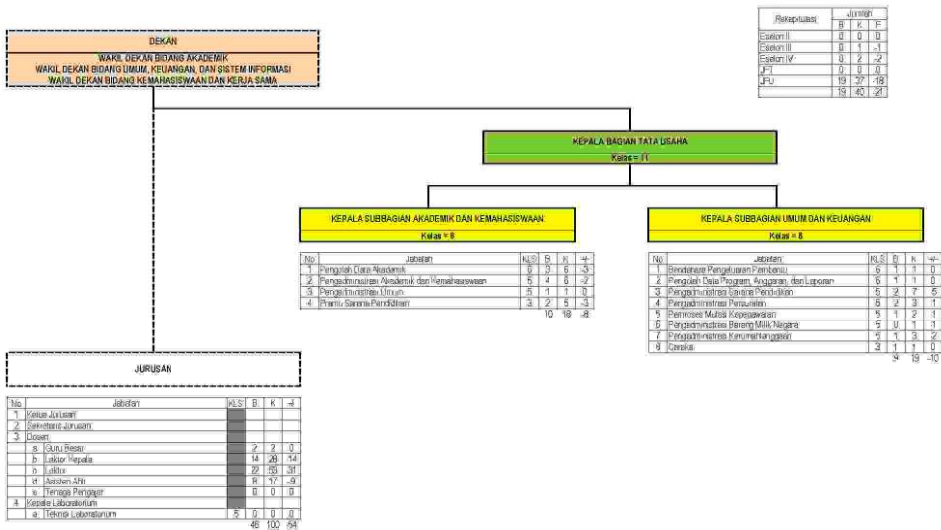 DEKAN
WAKIL DEKAN BIDANG AKADEMIK
WAKIL DEKAN BIDANG UMUM, KEUANGAN, DAN SISTEM INFORMASI
WAKIL DEKAN BIDANG KEMAHASISWAAN DAN KERJA SAMA
Rekapitulasi Jumlah
B K
Eselon II 0 0 0
Eselon III 0 1 -1
Eselon IV 0 2 -2
JFT 0 0 0
JFU 19 37 -18
19 40 -21
KEPALA BAGIAN TATA USAHA
Kelas = 11
KEPALA SUBBAGIAN AKADEMIK DAN KEMAHASISWAAN
Kelas = 8
No Jabatan KLS B K +/-
1 Pengolah Data Akademik 6 3 6 -3
2 Pengadministrasi Akademik dan Kemahasiswaan 5 4 6 -2
3 Pengadministrasi Umum 5 1 1 0
4 Pramu Sarana Pendidikan 3 2 5 -3
10 18 -8
KEPALA SUBBAGIAN UMUM DAN KEUANGAN
Kelas = 8
No Jabatan KLS B K +/-
1 Bendahara Pengeluaran Pembantu 6 1 1 0
2 Pengolah Data Program, Anggaran, dan Laporan 6 1 1 0
3 Pengadministrasi Sarana Pendidikan 5 2 7 -5
4 Pengadministrasi Persuratan 5 2 3 -1
5 Pemroses Mutasi Kepegawaian 5 1 2 -1
6 Pengadministrasi Barang Milik Negara 5 0 1 -1
7 Pengadministrasi Kerumahtanggaan 5 1 3 -2
8 Caraka 3 1 1 0
9 19 -10
JURUSAN
No Jabatan KLS B K +/-
1 Ketua Jurusan
2 Sekretaris Jurusan
3 Dosen
a Guru Besar 2 2 0
b Lektor Kepala 14 28 -14
Lektor 22 53 -31
d Asisten Ahli 8 17 -9
e Tenaga Pengajar 0 0 0
4 Kepala Laboratorium
a Teknisi Laboratorium 5 0 0 0
46 100 -54